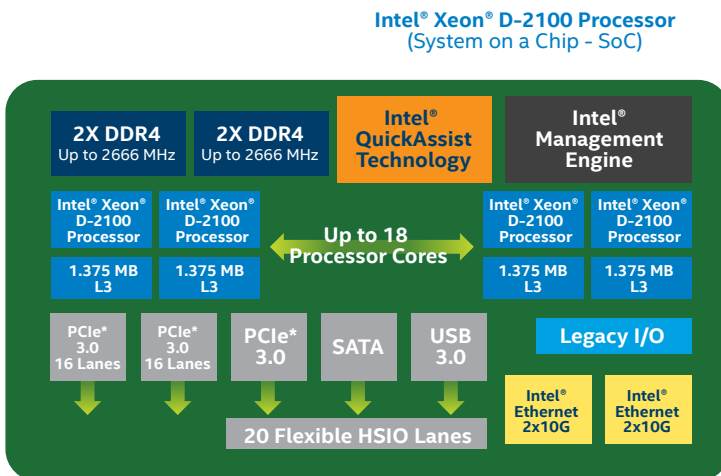 Intel® Xeon® D-2100 Processor
(System on a Chip - SoC)
2X DDR4
Up to 2666 MHz
2X DDR4
Up to 2666 MHz
Intel®
QuickAssist
Technology
Intel®
Management
Engine
Intel® Xeon®
D-2100
Processor
Intel® Xeon®
D-2100
Processor
Up to 18
Processor Cores
Intel® Xeon®
D-2100
Processor
Intel® Xeon®
D-2100
Processor
1.375 MB
L3
1.375 MB
L3
1.375 MB
L3
1.375 MB
L3
PCIe*
3.0
16 Lanes
PCIe*
3.0
16 Lanes
PCIe*
3.0
SATA
USB
3.0
Legacy I/O
20 Flexible HSIO Lanes
Intel®
Ethernet
2x10G
Intel®
Ethernet
2x10G